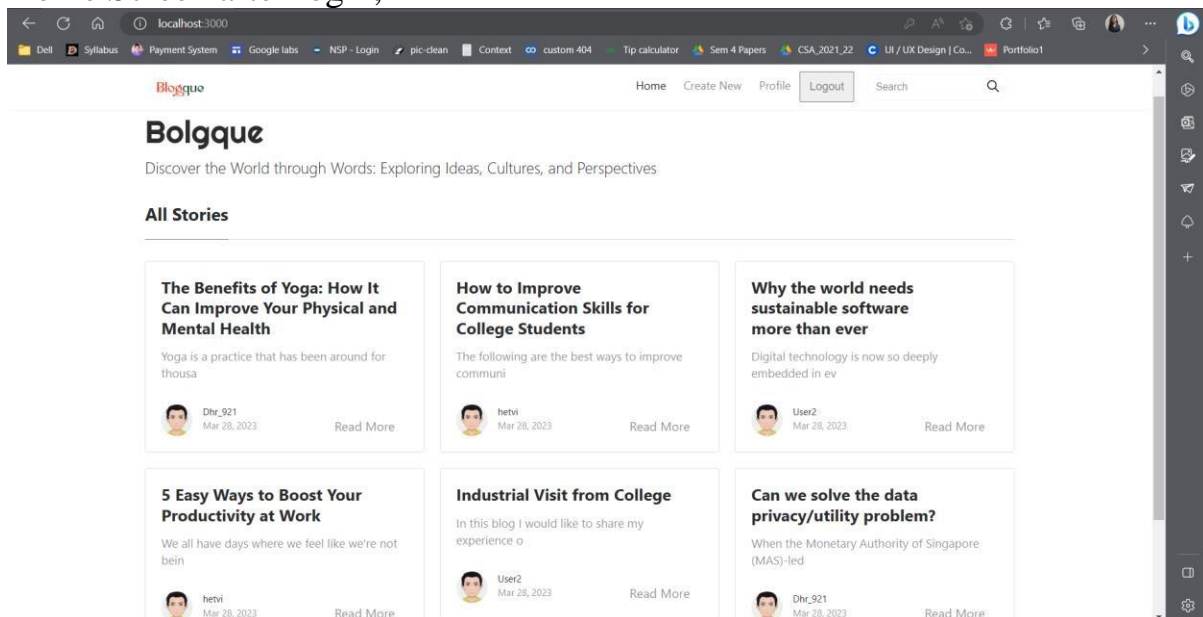 Home Screen after Login,
localhost:3000
Dell Syllabus Payment System Google labs NSP - Login pic-clean Context custom 404 Tip calculator Sem 4 Papers CSA_2021_22 UI / UX Design | Co... Portfolio1
Blogque Home Create New Profile Logout Search
Bolgque
Discover the World through Words: Exploring Ideas, Cultures, and Perspectives
All Stories
The Benefits of Yoga: How It
Can Improve Your Physical and
Mental Health
Yoga is a practice that has been around for
thousa
Dhr_921
Mar 28, 2023
Read More
How to Improve
Communication Skills for
College Students
The following are the best ways to improve
communi
hetvi
Mar 28, 2023
Read More
Why the world needs
sustainable software
more than ever
Digital technology is now so deeply
embedded in ev
User2
Mar 28, 2023
Read More
5 Easy Ways to Boost Your
Productivity at Work
We all have days where we feel like we're not
bein
hetvi
Mar 28, 2023
Read More
Industrial Visit from College
In this blog I would like to share my
experience o
User2
Mar 28, 2023
Read More
Can we solve the data
privacy/utility problem?
When the Monetary Authority of Singapore
(MAS)-led
Dhr_921
Mar 28, 2023
Read More